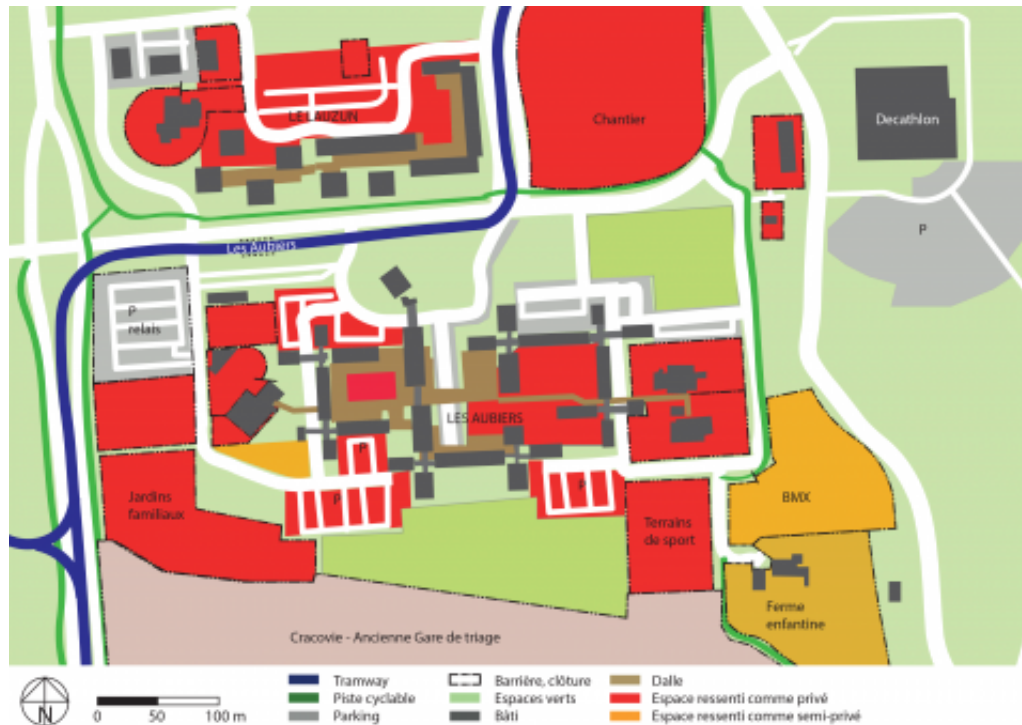 LE LAUZUN
Chantier
Decathlon
P
Les Aubiers
P
relais
LES AUBIERS
P
P
P
Jardins
familiaux
Terrains
de sport
BMX
Ferme
enfantine
Cracovie - Ancienne Gare de triage
N
0 50 100 m
Tramway
Piste cyclable
Parking
Barrière, clôture
Espaces verts
Bâti
Dalle
Espace ressenti comme privé
Espace ressenti comme semi-privé